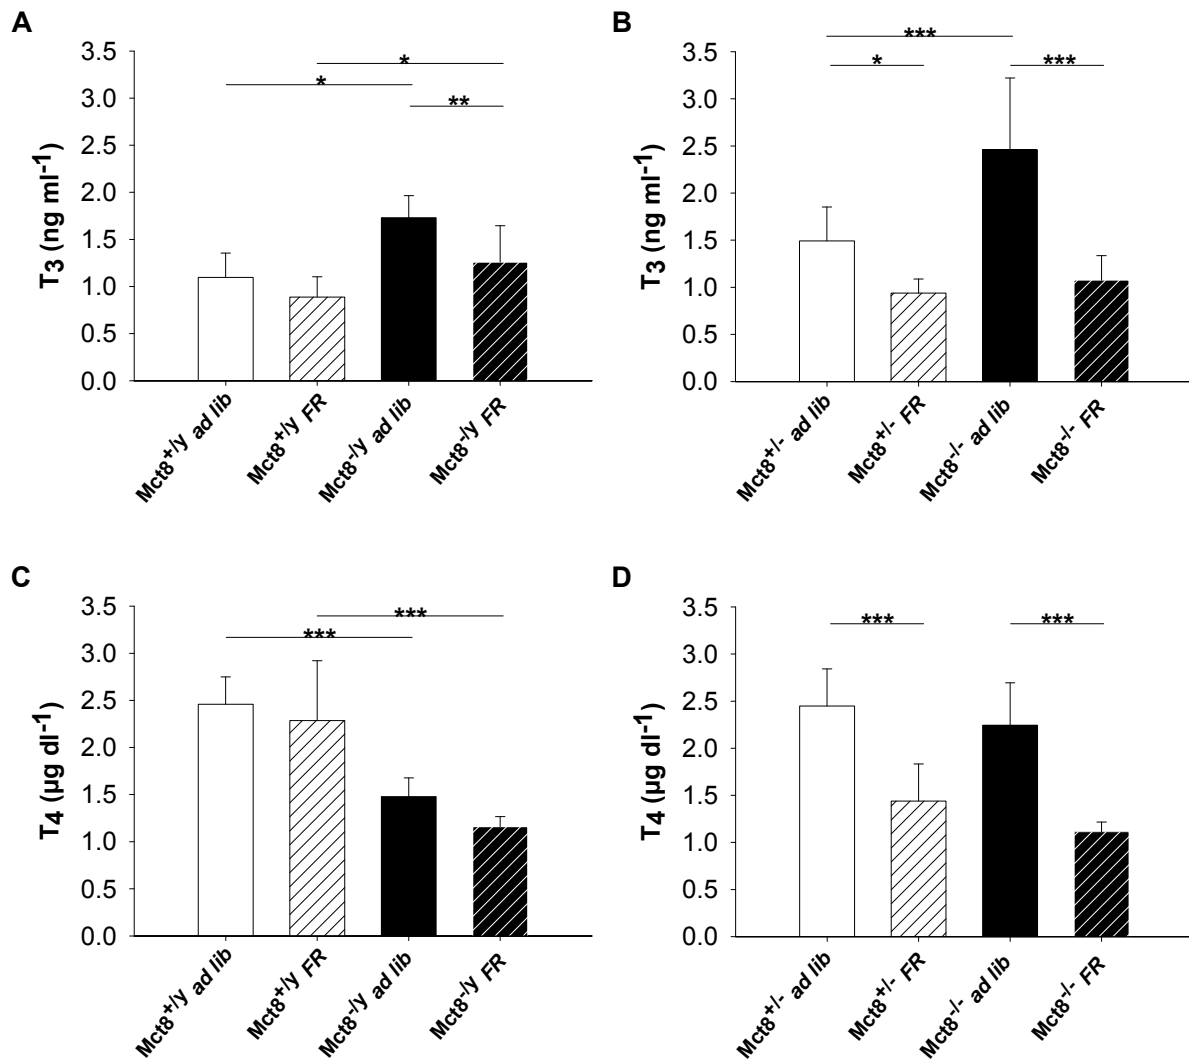 A
B
*
*
**
***
*
***
3.5
3.0
2.5
2.0
1.5
1.0
0.5
0.0
T3 (ng ml-1)
Mct8+/y ad lib
Mct8+/y FR
Mct8-/y ad lib
Mct8-/y FR
3.5
3.0
2.5
2.0
1.5
1.0
0.5
0.0
T3 (ng ml-1)
Mct8+/- ad lib
Mct8+/- FR
Mct8-/- ad lib
Mct8-/- FR
C
D
***
***
***
***
3.5
3.0
2.5
2.0
1.5
1.0
0.5
0.0
T4 (µg dl-1)
Mct8+/y ad lib
Mct8+/y FR
Mct8-/y ad lib
Mct8-/y FR
3.5
3.0
2.5
2.0
1.5
1.0
0.5
0.0
T4 (µg dl-1)
Mct8+/- ad lib
Mct8+/- FR
Mct8-/- ad lib
Mct8-/- FR